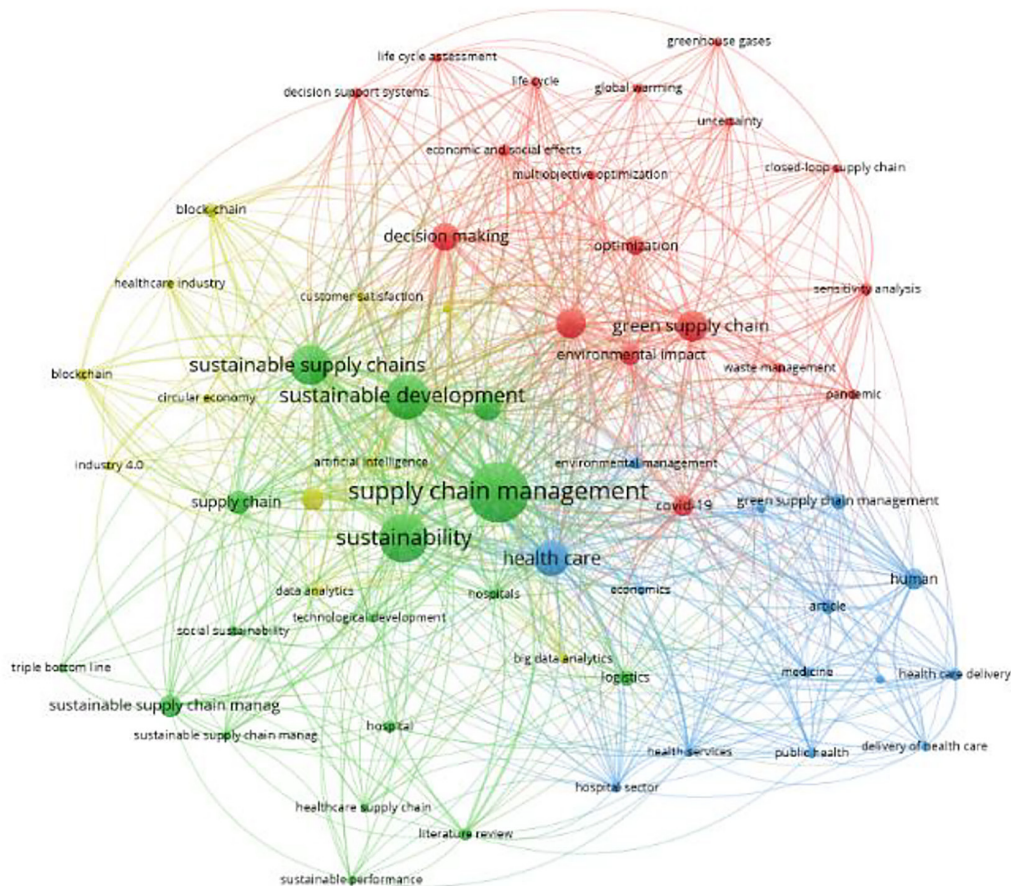 greenhouse gases
life cycle assessment
life cycle
global warming
decision support systems
uncertainty
economic and social effects
closed-loop supply chain
multiobjective optimization
block-chain
decision making
optimization
healthcare industry
sensitivity analysis
customer satisfaction
green supply chain
environmental impact
sustainable supply chains
waste management
blockchain
sustainable development
pandemic
circular economy
artificial intelligence
environmental management
industry 4.0
supply chain management
supply chain
covid-19
green supply chain management
sustainability
health care
human
data analytics
hospitals
economics
article
technological development
social sustainability
big data analytics
triple bottom line
logistics
medicine
health care delivery
sustainable supply chain manag
hospital
sustainable supply chain manag.
health services
public health
delivery of health care
hospital sector
healthcare supply chain
literature review
sustainable performance